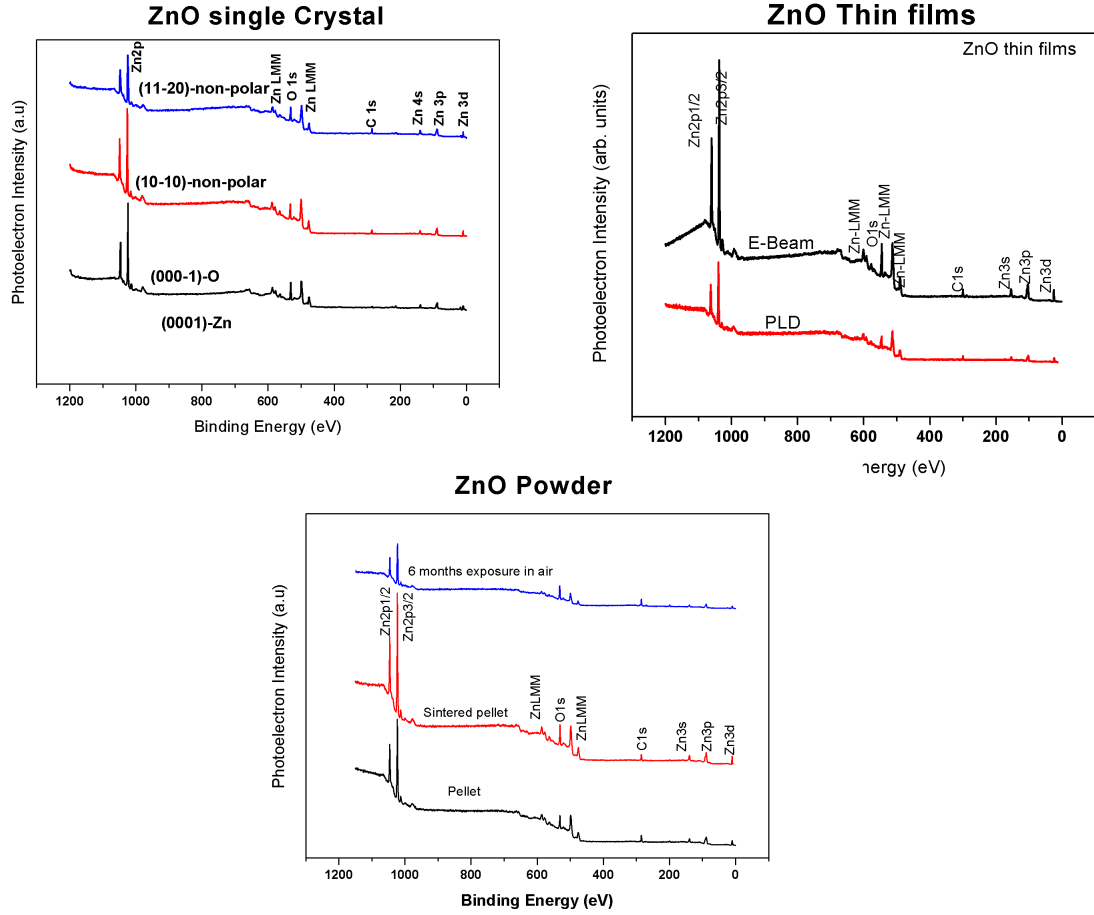 ZnO single Crystal
Zn2p
(11-20)-non-polar
Zn LMM
O 1s
Zn LMM
C 1s
Zn 4s
Zn 3p
Zn 3d
(10-10)-non-polar
(000-1)-O
(0001)-Zn
Photoelectron Intensity (a.u)
1200 1000 800 600 400 200 0
Binding Energy (eV)
ZnO Thin films
ZnO thin films
Zn2p1/2
Zn2p3/2
E-Beam
Zn-LMM
O1s
Zn-LMM
Zn-LMM
C1s
Zn3s
Zn3p
Zn3d
PLD
Photoelectron Intensity (arb. units)
1200 1000 800 600 400 200 0
nergy (eV)
ZnO Powder
6 months exposure in air
Zn2p1/2
Zn2p3/2
Sintered pellet
ZnLMM
O1s
ZnLMM
C1s
Zn3s
Zn3p
Zn3d
Pellet
Photoelectron Intensity (a.u)
1200 1000 800 600 400 200 0
Binding Energy (eV)